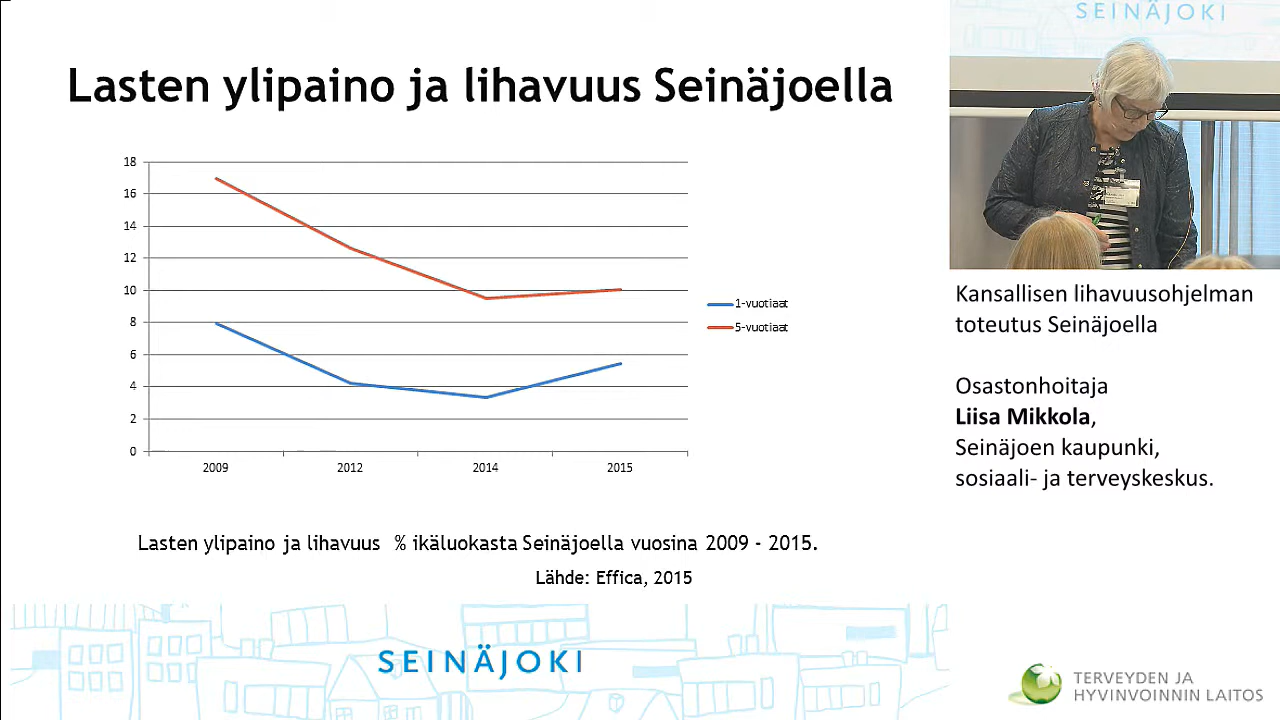 Lasten ylipaino ja lihavuus Seinäjoella
18
16
14
12
10
8
6
4
2
0
2009
2012
2014
2015
1-vuotiaat
5-vuotiaat
Lasten ylipaino ja lihavuus % ikäluokasta Seinäjoella vuosina 2009 - 2015.
Lähde: Effica, 2015
SEINÄJOKI
SEINÄJOKI
Kansallisen lihavuusohjelman
toteutus Seinäjoella
Osastonhoitaja
Liisa Mikkola,
Seinäjoen kaupunki,
sosiaali- ja terveyskeskus.
TERVEYDEN JA
HYVINVOINNIN LAITOS